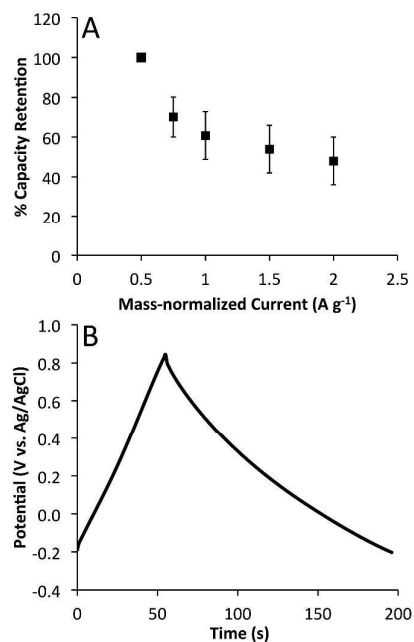 A
120
100
80
60
40
20
0
0 0.5 1 1.5 2 2.5
% Capacity Retention
Mass-normalized Current (A g⁻¹)
B
1.0
0.8
0.6
0.4
0.2
0.0
-0.2
-0.4
0 50 100 150 200
Potential (V vs. Ag/AgCl)
Time (s)